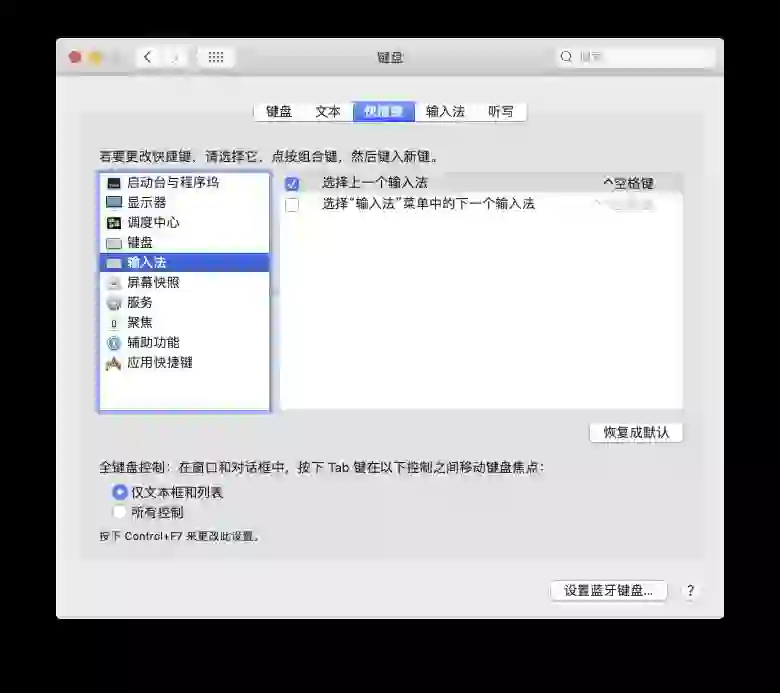 键盘
搜索
键盘 文本 快捷键 输入法 听写
若要更改快捷键，请选择它，点按组合键，然后键入新键。
启动台与程序坞
显示器
调度中心
键盘
输入法
屏幕快照
服务
聚焦
辅助功能
应用快捷键
选择上一个输入法 ^空格键
选择“输入法”菜单中的下一个输入法
恢复成默认
全键盘控制：在窗口和对话框中，按下 Tab 键在以下控制之间移动键盘焦点：
仅文本框和列表
所有控制
按下 Control+F7 来更改此设置。
设置蓝牙键盘... ?